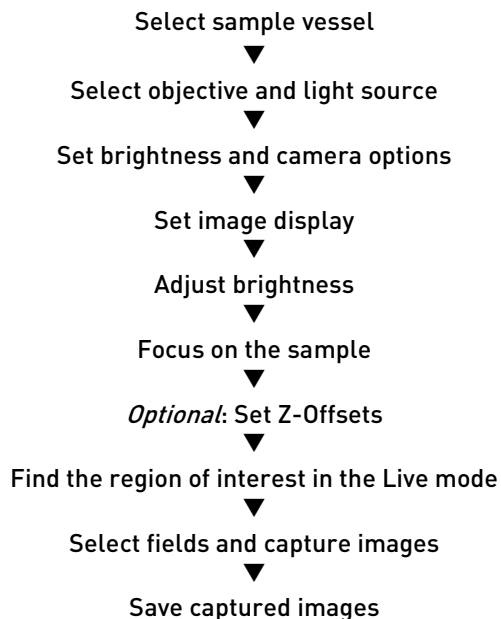 Select sample vessel
▼
Select objective and light source
▼
Set brightness and camera options
▼
Set image display
▼
Adjust brightness
▼
Focus on the sample
▼
Optional: Set Z-Offsets
▼
Find the region of interest in the Live mode
▼
Select fields and capture images
▼
Save captured images